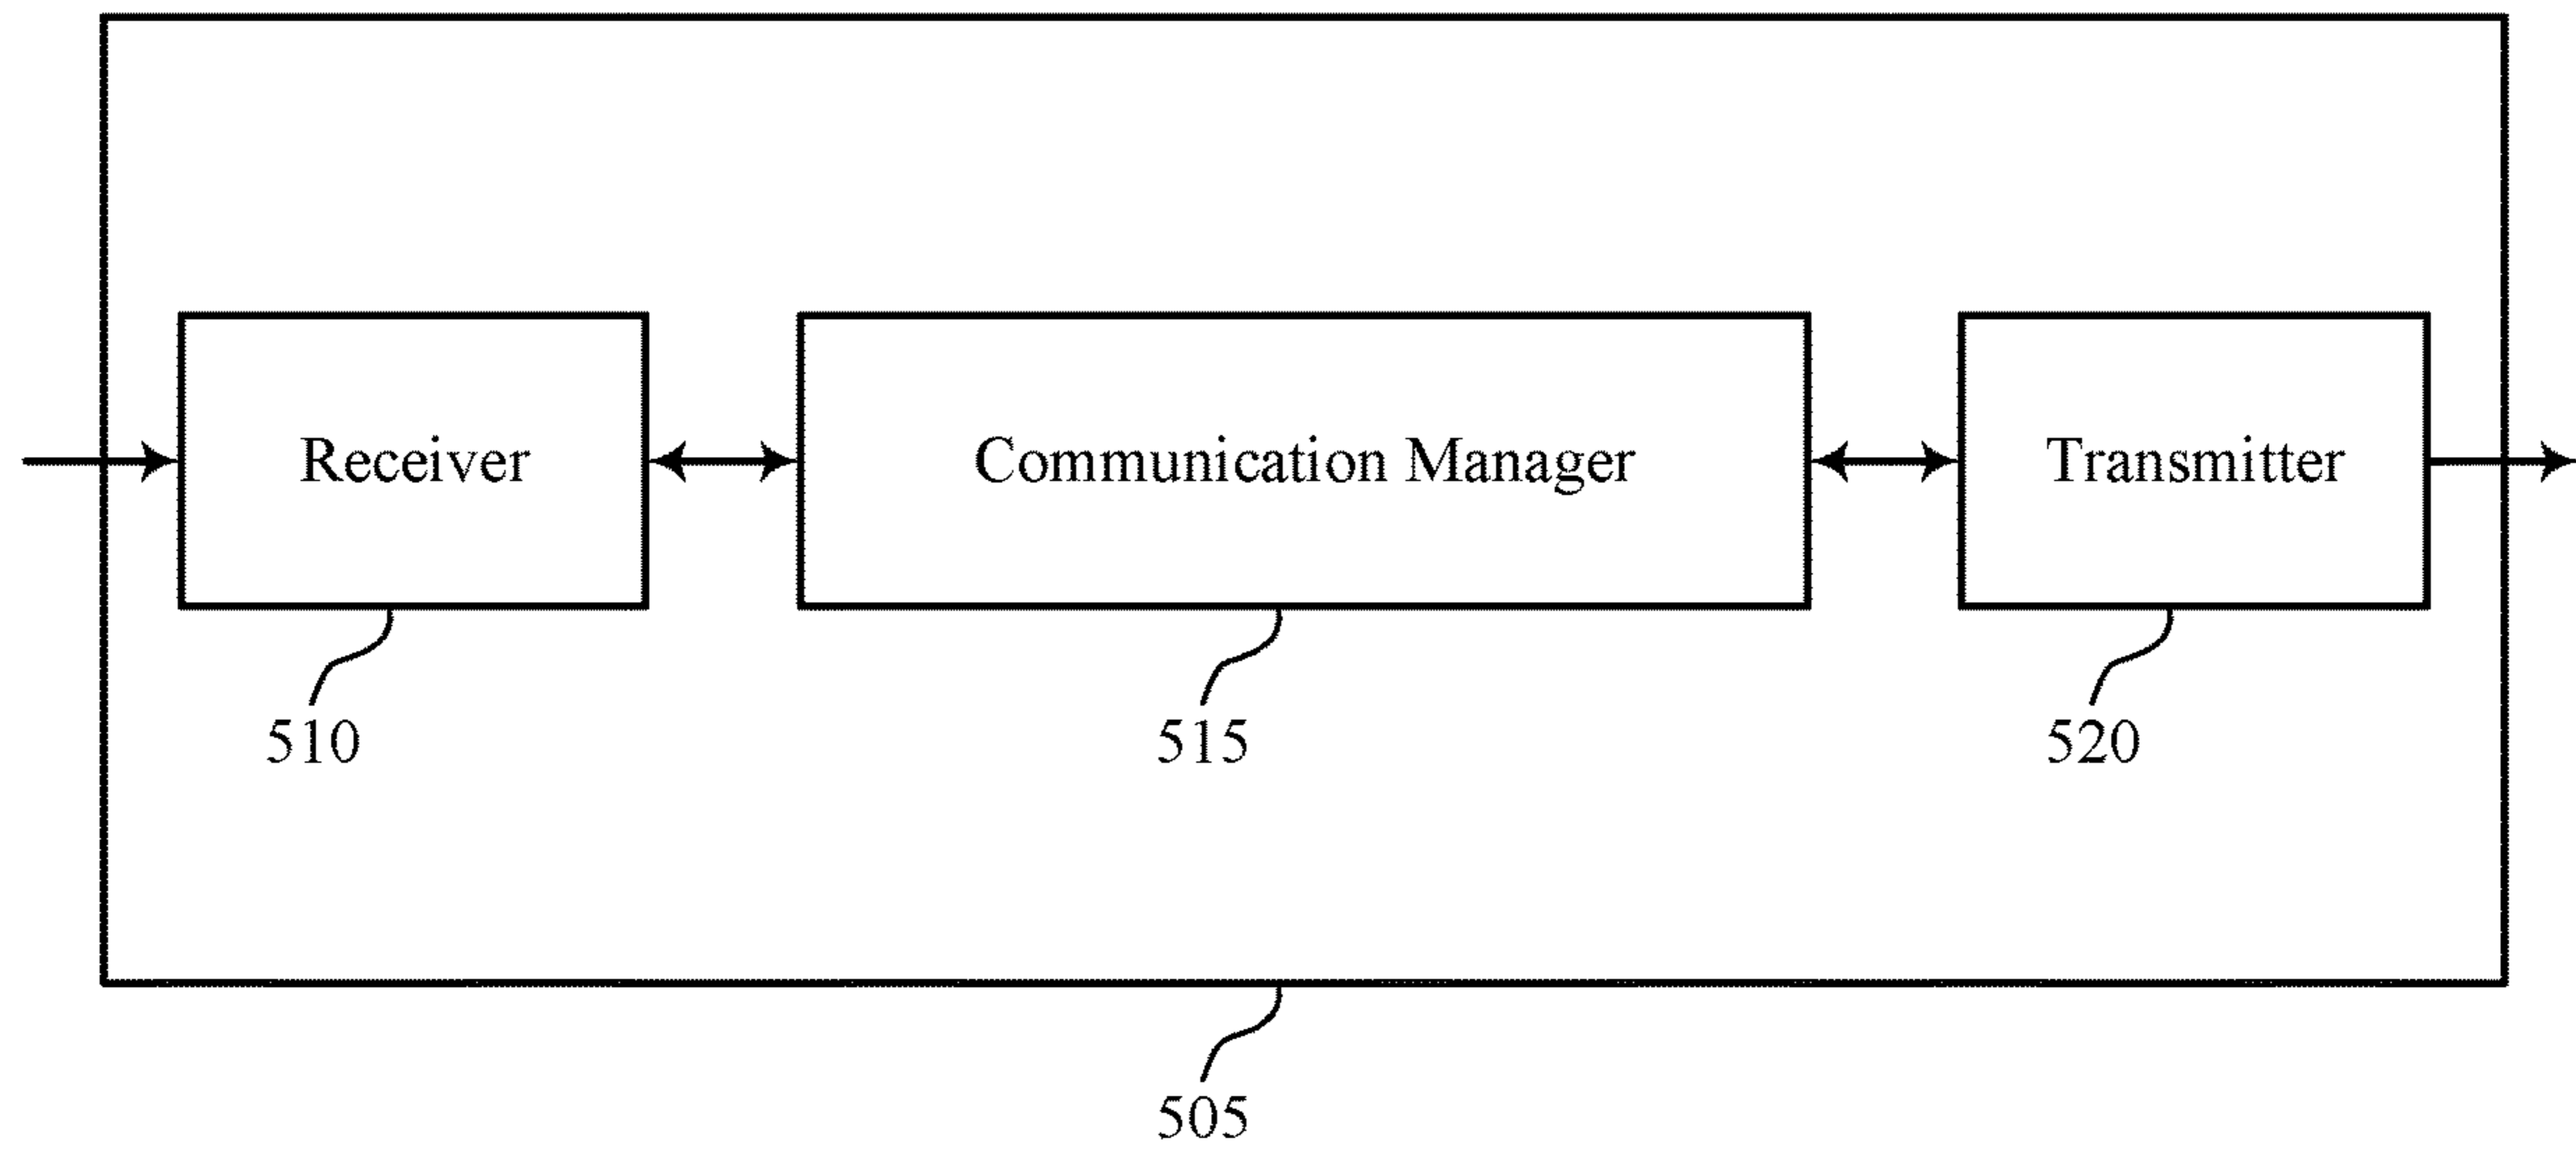 Receiver
Communication Manager
Transmitter
510
515
520
505